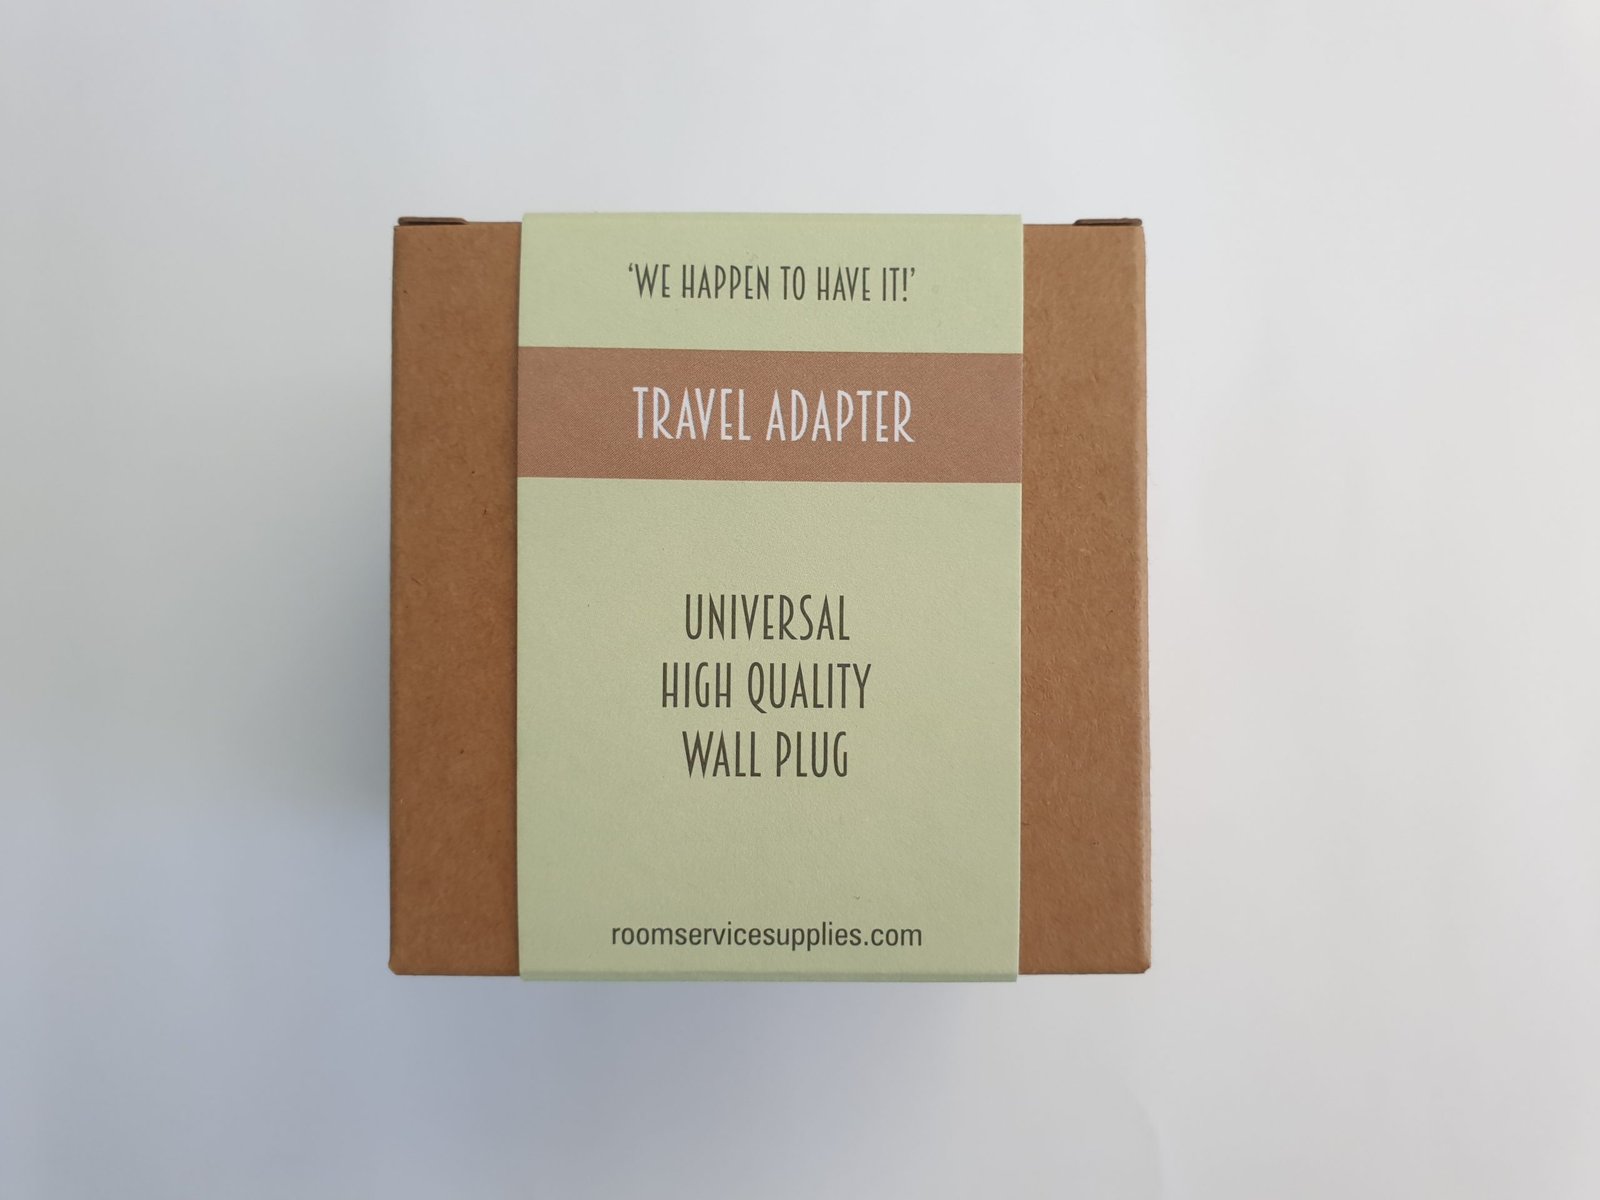 ‘WE HAPPEN TO HAVE IT!’
TRAVEL ADAPTER
UNIVERSAL
HIGH QUALITY
WALL PLUG
roomservicesupplies.com